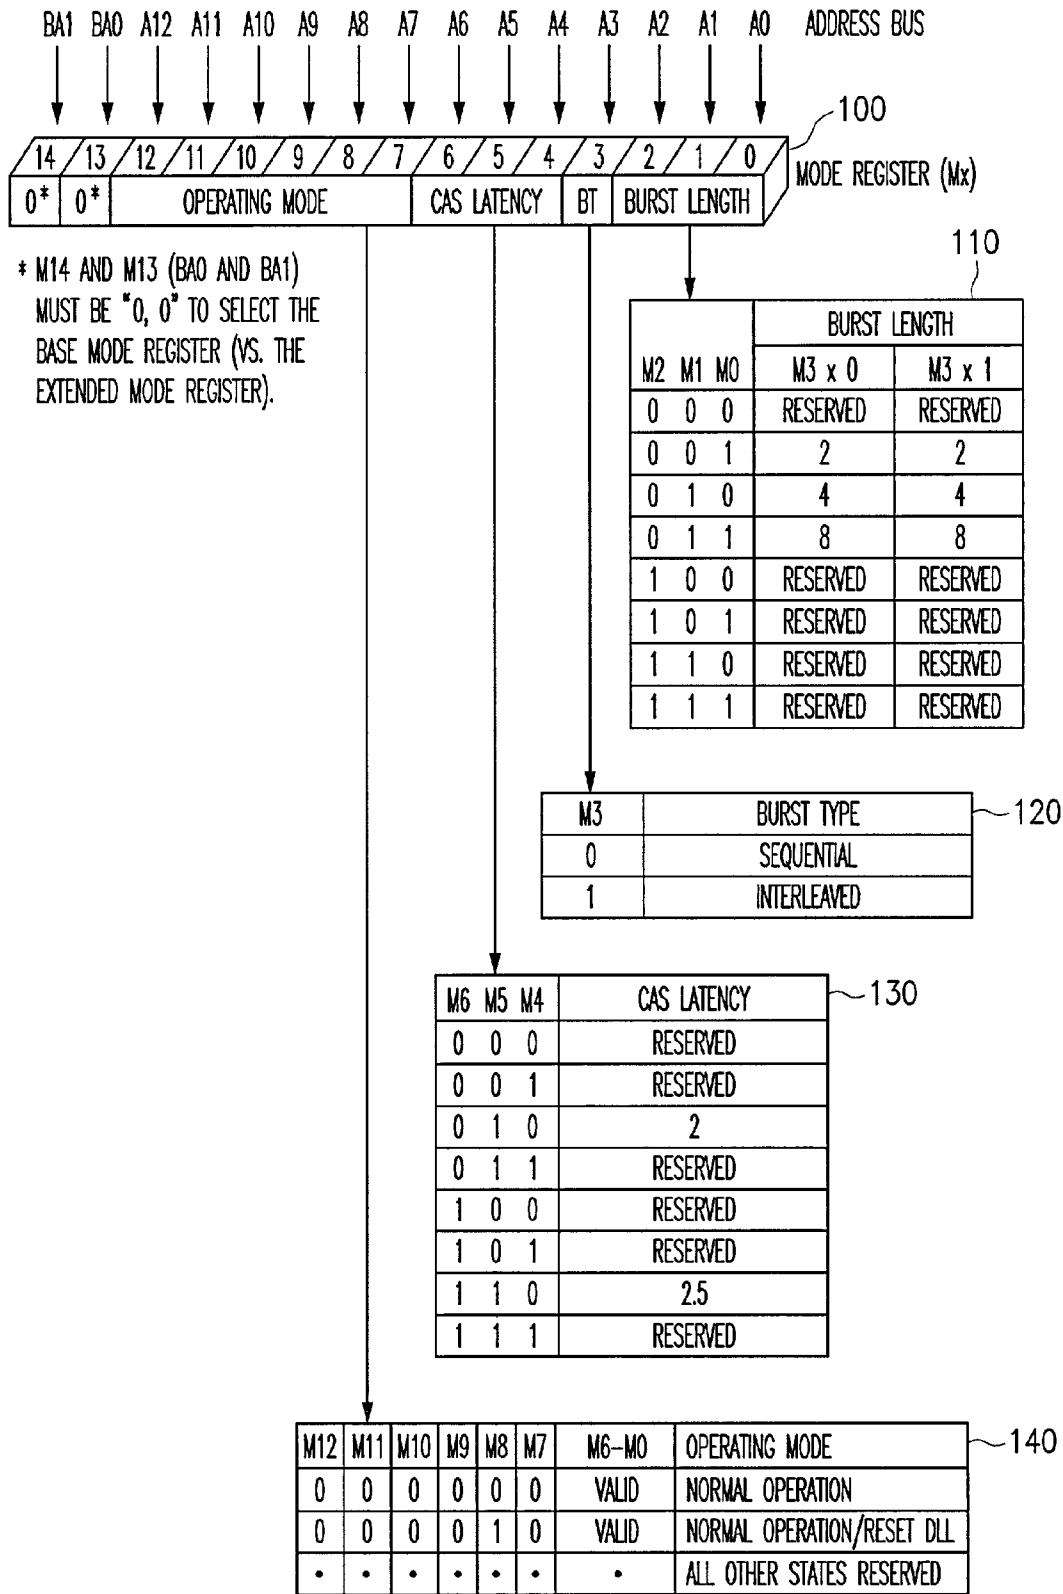 BA1 BA0 A12 A11 A10 A9 A8 A7 A6 A5 A4 A3 A2 A1 A0 ADDRESS BUS
100
14 13 12 11 10 9 8 7 6 5 4 3 2 1 0
MODE REGISTER (Mx)
0* 0* OPERATING MODE CAS LATENCY BT BURST LENGTH
* M14 AND M13 (BA0 AND BA1)
MUST BE "0, 0" TO SELECT THE
BASE MODE REGISTER (VS. THE
EXTENDED MODE REGISTER).
110
BURST LENGTH
M2 M1 M0 M3 x 0 M3 x 1
0 0 0 RESERVED RESERVED
0 0 1 2 2
0 1 0 4 4
0 1 1 8 8
1 0 0 RESERVED RESERVED
1 0 1 RESERVED RESERVED
1 1 0 RESERVED RESERVED
1 1 1 RESERVED RESERVED
M3 BURST TYPE 120
0 SEQUENTIAL
1 INTERLEAVED
M6 M5 M4 CAS LATENCY 130
0 0 0 RESERVED
0 0 1 RESERVED
0 1 0 2
0 1 1 RESERVED
1 0 0 RESERVED
1 0 1 RESERVED
1 1 0 2.5
1 1 1 RESERVED
M12 M11 M10 M9 M8 M7 M6-M0 OPERATING MODE 140
0 0 0 0 0 0 VALID NORMAL OPERATION
0 0 0 0 1 0 VALID NORMAL OPERATION/RESET DLL
• • • • • • • ALL OTHER STATES RESERVED